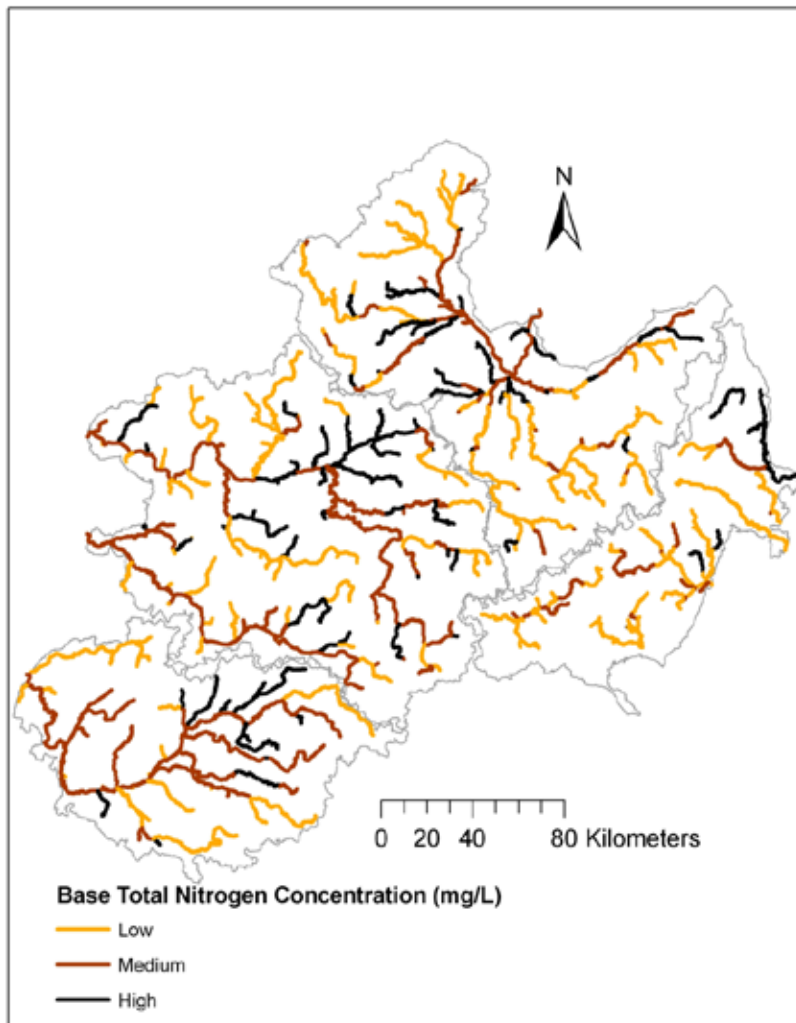 N
0 20 40 80 Kilometers
Base Total Nitrogen Concentration (mg/L)
Low
Medium
High